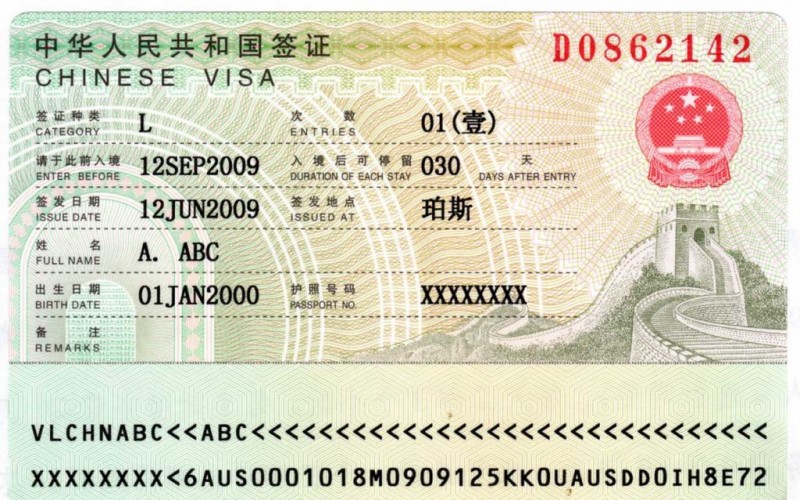 中华人民共和国签证 D0862142
CHINESE VISA
签证种类 L 次数 01(壹)
CATEGORY ENTRIES
请于此前入境 12SEP2009 入境后可停留 030 天
ENTER BEFORE DURATION OF EACH STAY DAYS AFTER ENTRY
签发日期 12JUN2009 签发地点 珀斯
ISSUE DATE ISSUED AT
姓名 A. ABC
FULL NAME
出生日期 01JAN2000 护照号码 XXXXXXXX
BIRTH DATE PASSPORT NO.
备注
REMARKS
VLCHNABC<<ABC<<<<<<<<<<<<<<<<<<<<<<<<<<<<<<<
XXXXXXXX<6AUS0001018M0909125KK0UAUSDD0IH8E72